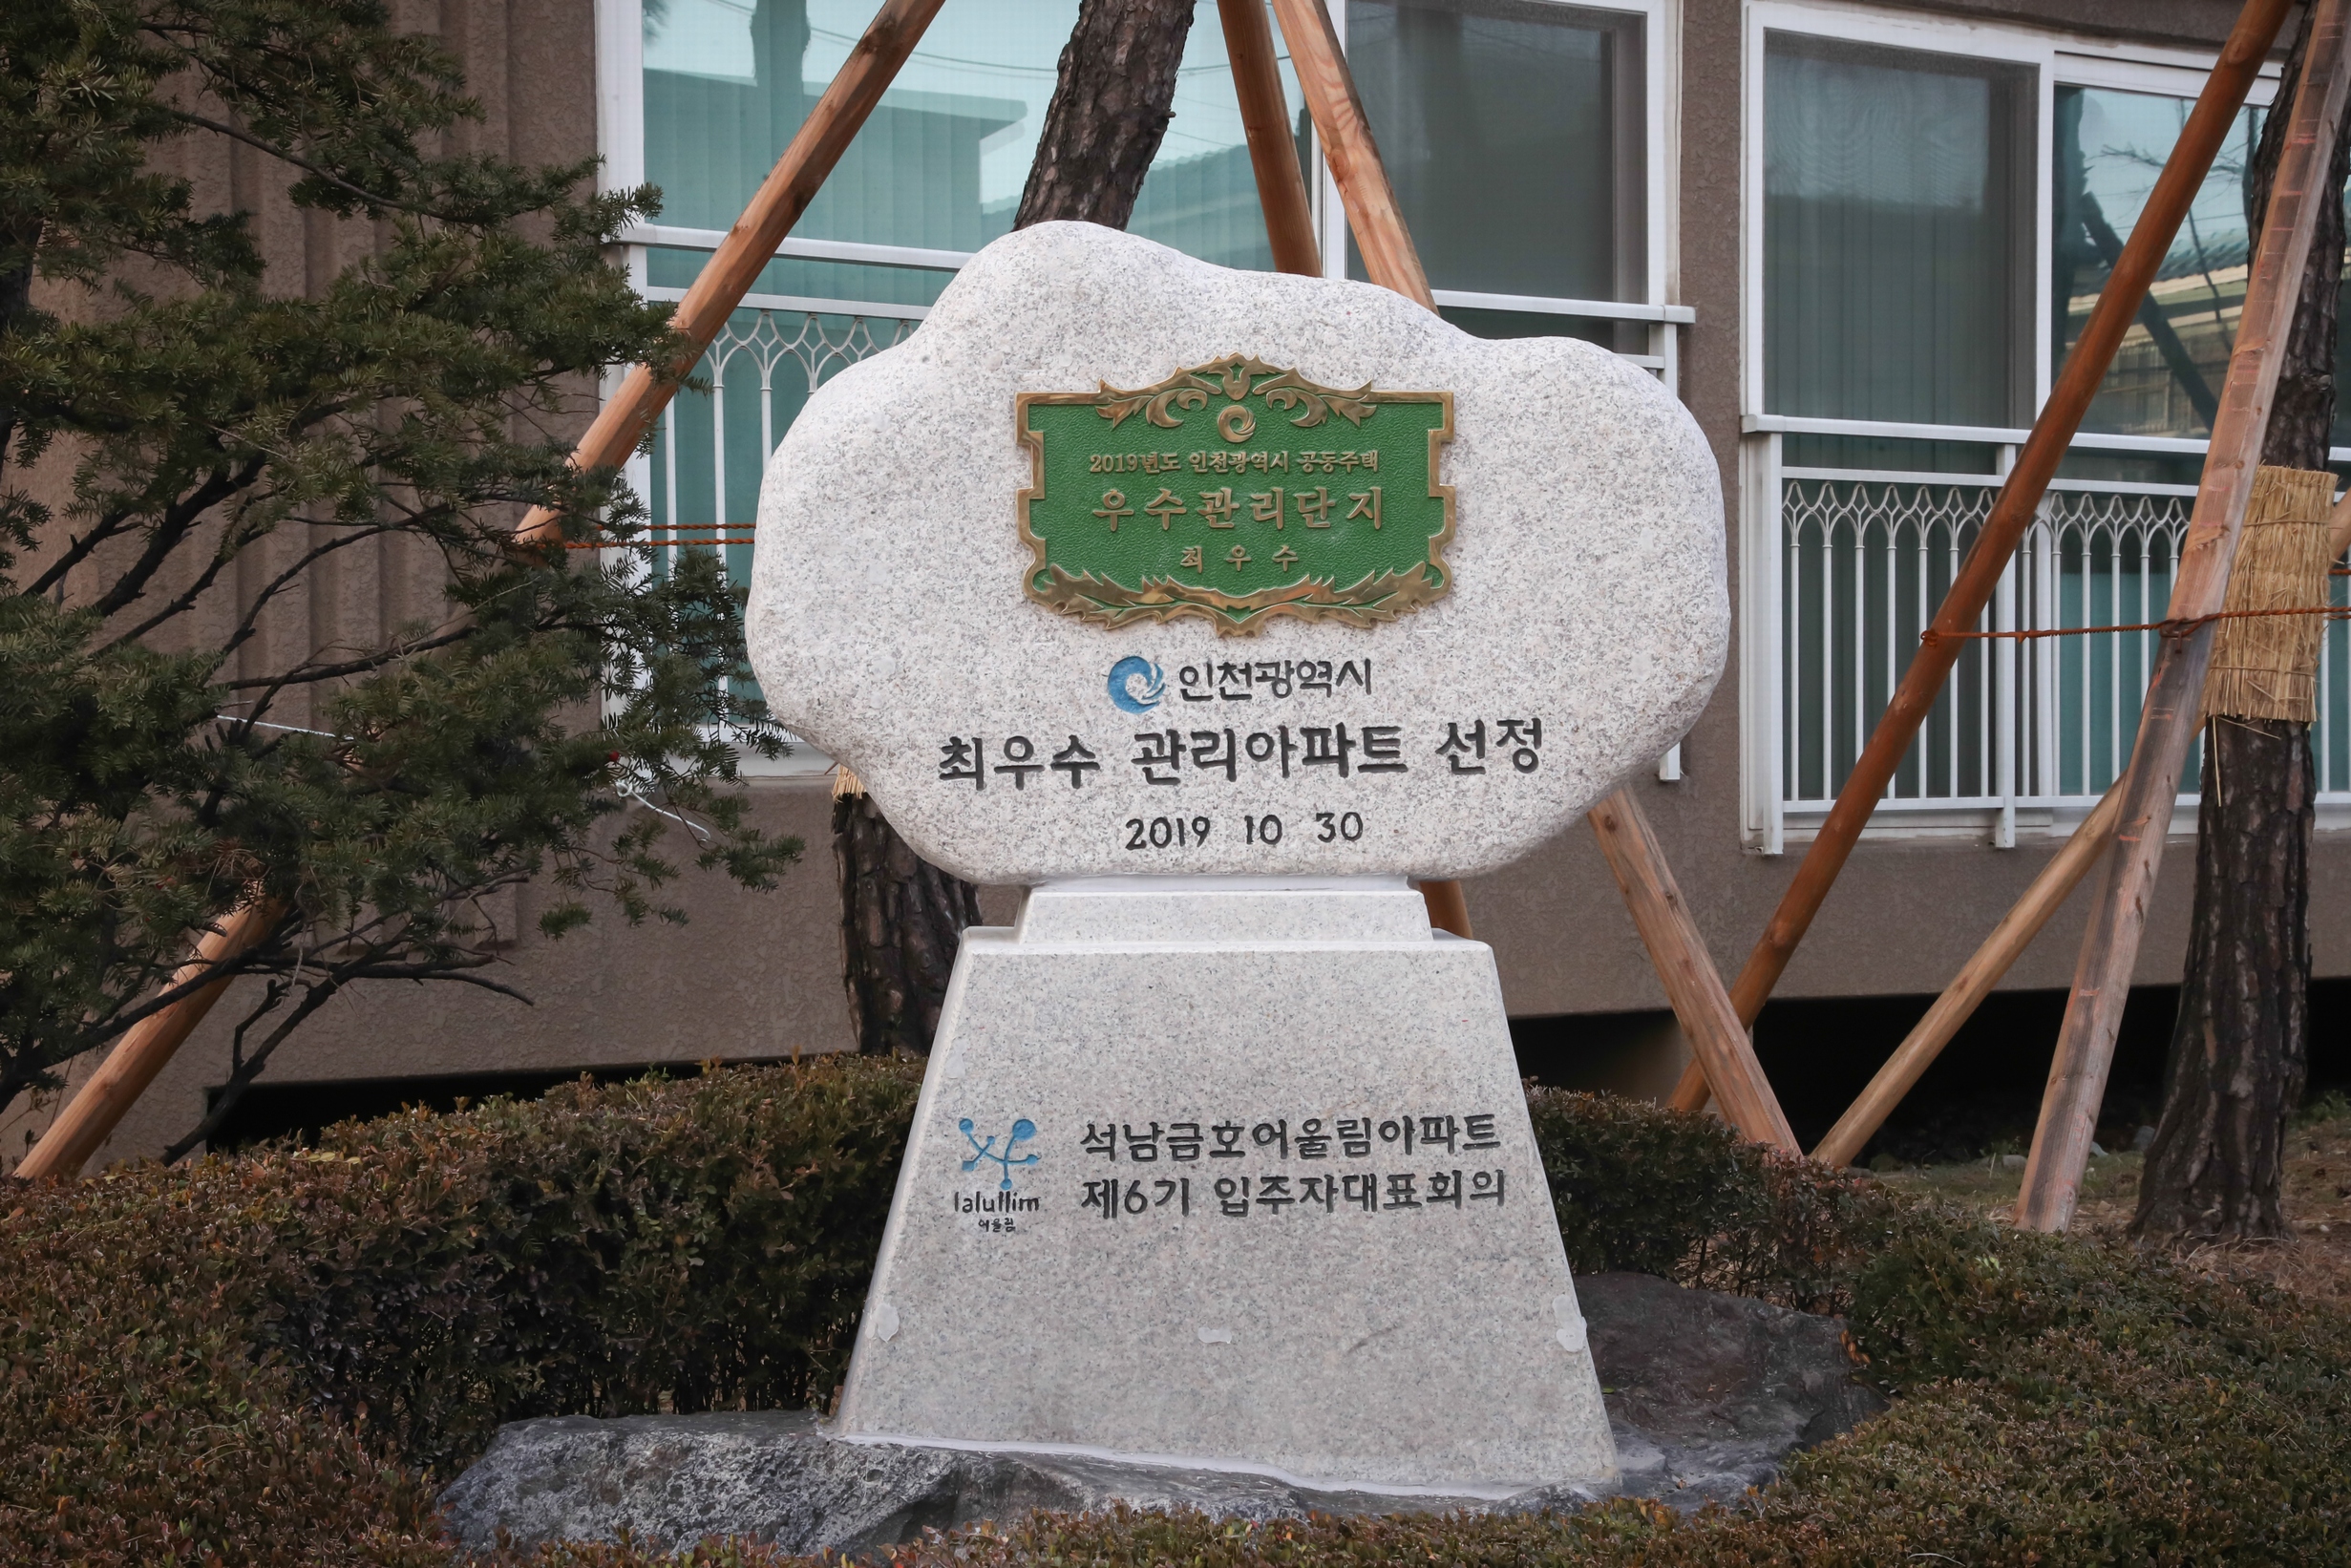 2019년도 인천광역시 공동주택
우수관리단지
최우수
인천광역시
최우수 관리아파트 선정
2019 10 30
석남금호어울림아파트
제6기 입주자대표회의
lalullim
어울림